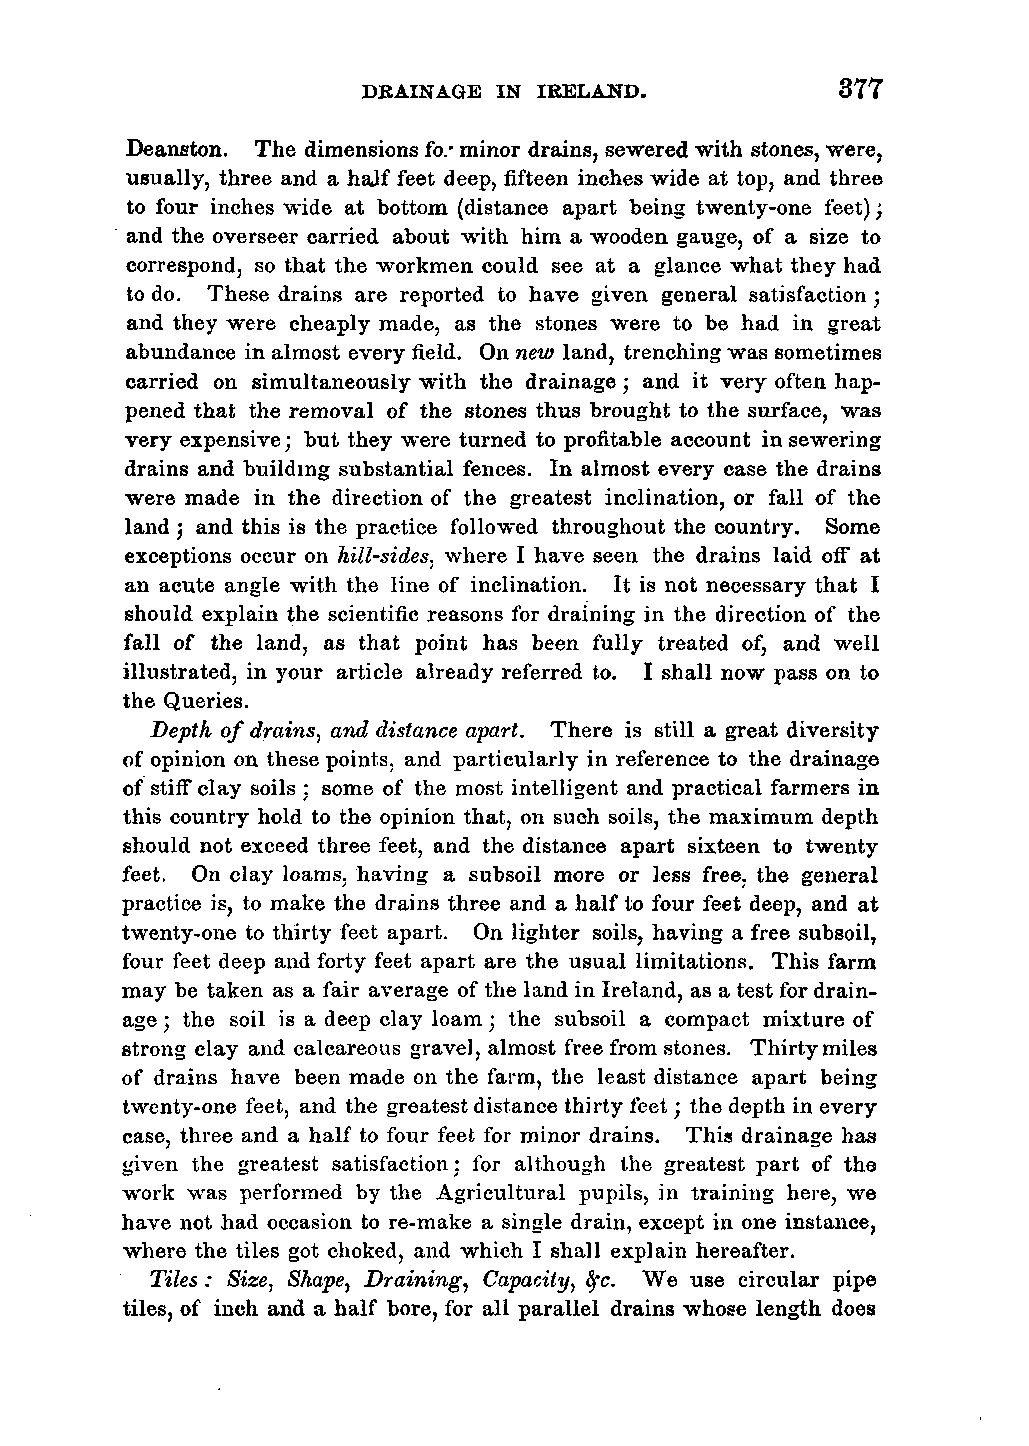 DRAINAGE IN IRELAND. 377
Deanston. The dimensions fo.· minor drains, sewered with stones, were,
usually, three and a half feet deep, fifteen inches wide at top, and three
to four inches wide at bottom (distance apart being twenty-one feet);
and the overseer carried about with him a wooden gauge, of a size to
correspond, so that the workmen could see at a glance what they had
to do. These drains are reported to have given general satisfaction;
and they were cheaply made, as the stones were to be had in great
abundance in almost every field. On new land, trenching was sometimes
carried on simultaneously with the drainage; and it very often hap-
pened that the removal of the stones thus brought to the surface, was
very expensive; but they were turned to profitable account in sewering
drains and building substantial fences. In almost every case the drains
were made in the direction of the greatest inclination, or fall of the
land; and this is the practice followed throughout the country. Some
exceptions occur on hill-sides, where I have seen the drains laid off at
an acute angle with the line of inclination. It is not necessary that I
should explain the scientific reasons for draining in the direction of the
fall of the land, as that point has been fully treated of, and well
illustrated, in your article already referred to. I shall now pass on to
the Queries.
Depth of drains, and distance apart. There is still a great diversity
of opinion on these points, and particularly in reference to the drainage
of stiff clay soils; some of the most intelligent and practical farmers in
this country hold to the opinion that, on such soils, the maximum depth
should not exceed three feet, and the distance apart sixteen to twenty
feet. On clay loams, having a subsoil more or less free, the general
practice is, to make the drains three and a half to four feet deep, and at
twenty-one to thirty feet apart. On lighter soils, having a free subsoil,
four feet deep and forty feet apart are the usual limitations. This farm
may be taken as a fair average of the land in Ireland, as a test for drain-
age; the soil is a deep clay loam; the subsoil a compact mixture of
strong clay and calcareous gravel, almost free from stones. Thirty miles
of drains have been made on the farm, the least distance apart being
twenty-one feet, and the greatest distance thirty feet; the depth in every
case, three and a half to four feet for minor drains. This drainage has
given the greatest satisfaction; for although the greatest part of the
work was performed by the Agricultural pupils, in training here, we
have not had occasion to re-make a single drain, except in one instance,
where the tiles got choked, and which I shall explain hereafter.
Tiles: Size, Shape, Draining, Capacity, &c. We use circular pipe
tiles, of inch and a half bore, for all parallel drains whose length does